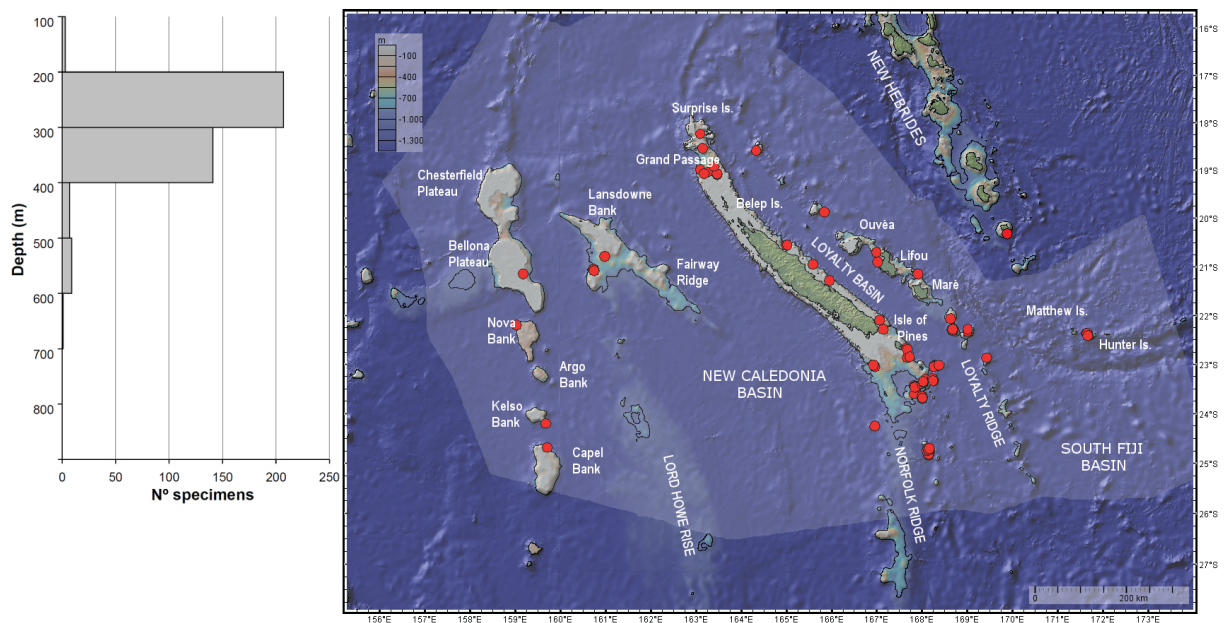 100
200
300
400
500
600
700
800
Depth (m)
0
50
100
150
200
250
Nº specimens
m
-100
-400
-700
-1.000
-1.300
Surprise Is.
Grand Passage
Chesterfield
Plateau
Lansdowne
Bank
Belep Is.
Bellona
Plateau
Fairway
Ridge
Nova
Bank
Argo
Bank
Kelso
Bank
Capel
Bank
NEW CALEDONIA
BASIN
LORD HOWE RISE
NORFOLK RIDGE
LOYALTY BASIN
LOYALTY RIDGE
NEW HEBRIDES
Ouvèa
Lifou
Marè
Isle of
Pines
Matthew Is.
Hunter Is.
SOUTH FIJI
BASIN
0
200 km
16°S
17°S
18°S
19°S
20°S
21°S
22°S
23°S
24°S
25°S
26°S
27°S
156°E
157°E
158°E
159°E
160°E
161°E
162°E
163°E
164°E
165°E
166°E
167°E
168°E
169°E
170°E
171°E
172°E
173°E